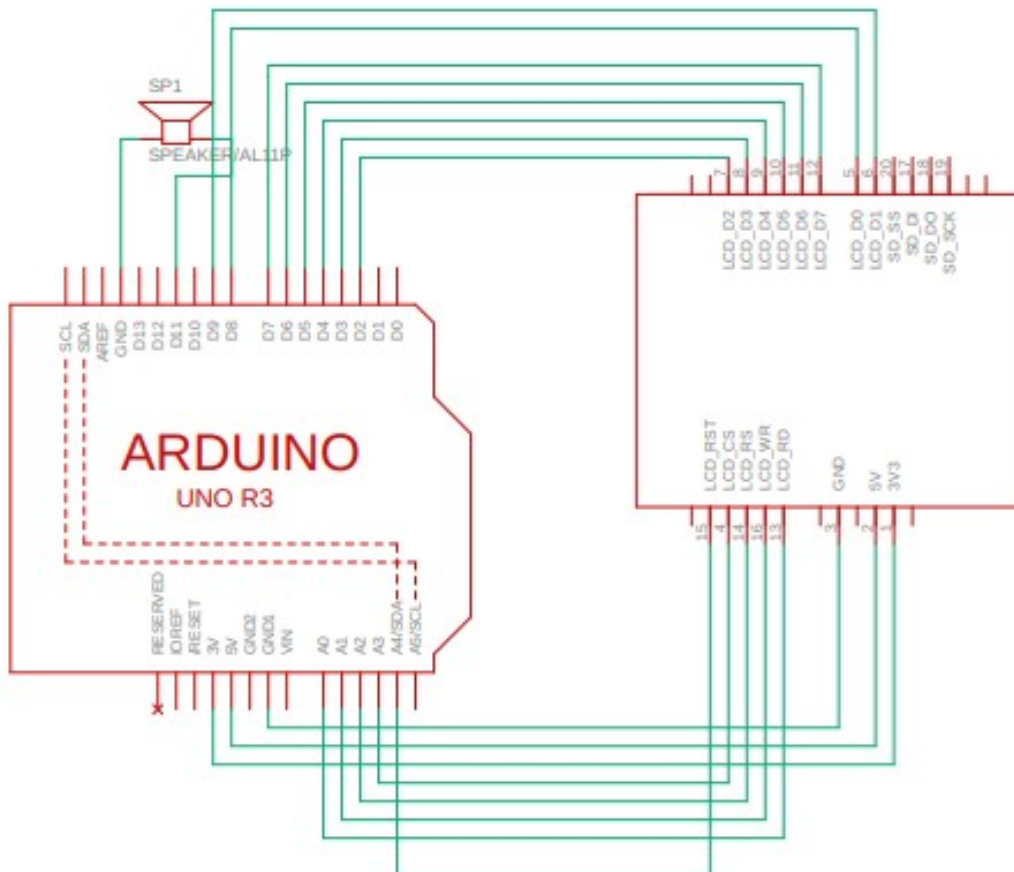 SP1
SPEAKER/AL11P
7
8
9
10
11
12
5
6
20
17
18
19
LCD_D2
LCD_D3
LCD_D4
LCD_D5
LCD_D6
LCD_D7
LCD_D0
LCD_D1
SD_SS
SD_DI
SD_DO
SD_SCK
SCL
SDA
AREF
GND
D13
D12
D11
D10
D9
D8
D7
D6
D5
D4
D3
D2
D1
D0
ARDUINO
UNO R3
LCD_RST
LCD_CS
LCD_RS
LCD_WR
LCD_RD
GND
5V
3V3
15
4
14
16
13
3
2
1
RESERVED
IOREF
/RESET
3V
5V
GND2
GND1
VIN
A0
A1
A2
A3
A4/SDA
A5/SCL